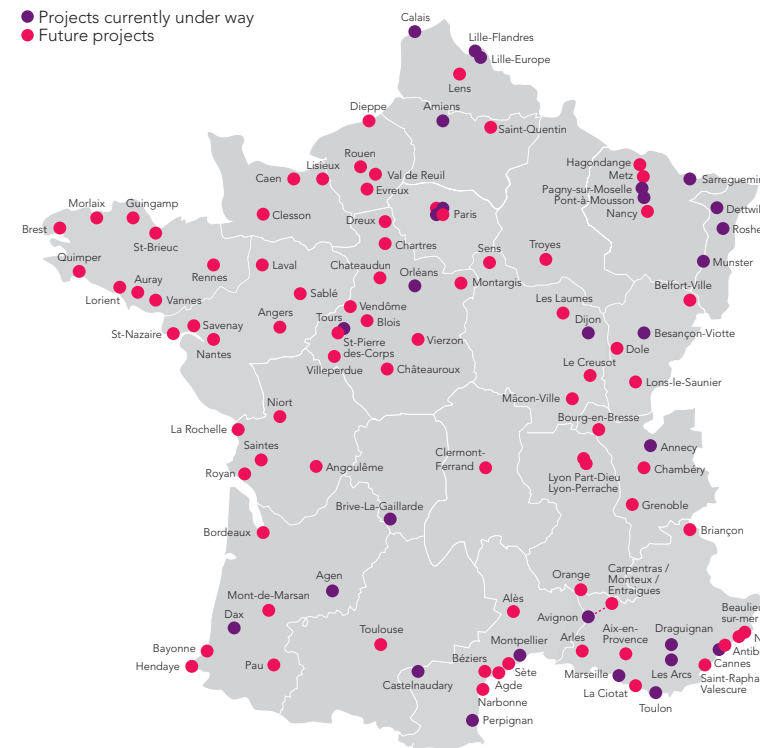 Projects currently under way
Future projects
Calais
Lille-Flandres
Lille-Europe
Lens
Dieppe
Amiens
Saint-Quentin
Rouen
Lisieux
Val de Reuil
Caen
Evreux
Hagondange
Metz
Pagny-sur-Moselle
Pont-à-Mousson
Nancy
Sarreguemin
Dettwil
Roshe
Munster
Morlaix
Guingamp
Brest
St-Brieuc
Clesson
Dreux
Paris
Chartres
Quimper
Auray
Lorient
Vannes
Rennes
Laval
Chateaudun
Orléans
Sens
Troyes
Montargis
Belfort-Ville
Sablé
Vendôme
Les Laumes
Angers
Tours
Blois
Dijon
Besançon-Viotte
St-Nazaire
Savenay
Nantes
St-Pierre
des-Corps
Vierzon
Dole
Villeperdue
Châteauroux
Le Creusot
Lons-le-Saunier
Mâcon-Ville
Niort
Bourg-en-Bresse
La Rochelle
Saintes
Annecy
Royan
Angoulême
Clermont-
Ferrand
Chambéry
Lyon Part-Dieu
Lyon-Perrache
Brive-La-Gaillarde
Grenoble
Bordeaux
Briançon
Agen
Orange
Carpentras /
Monteux /
Entraigues
Mont-de-Marsan
Alès
Beaulieu
sur-mer
Dax
Avignon
Toulouse
Aix-en-
Provence
Draguignan
N
Montpellier
Arles
Antib
Bayonne
Hendaye
Pau
Béziers
Sète
Cannes
Castelnaudary
Agde
Marseille
Les Arcs
Saint-Rapha
Valescure
Narbonne
La Ciotat
Toulon
Perpignan